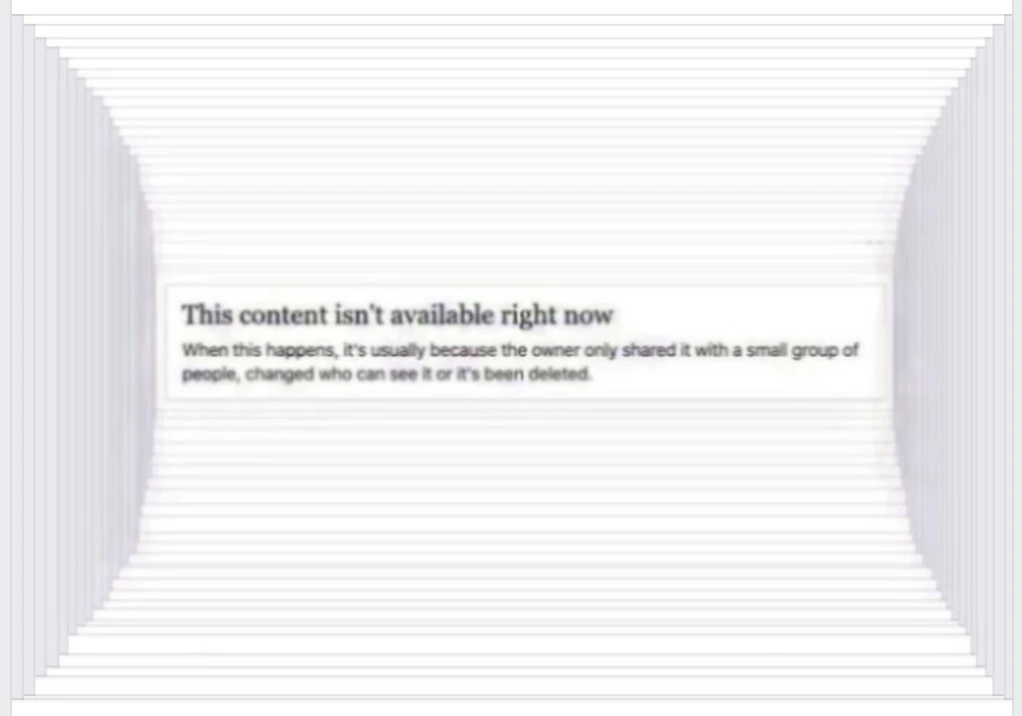 This content isn't available right now
When this happens, it's usually because the owner only shared it with a small group of
people, changed who can see it or it's been deleted.